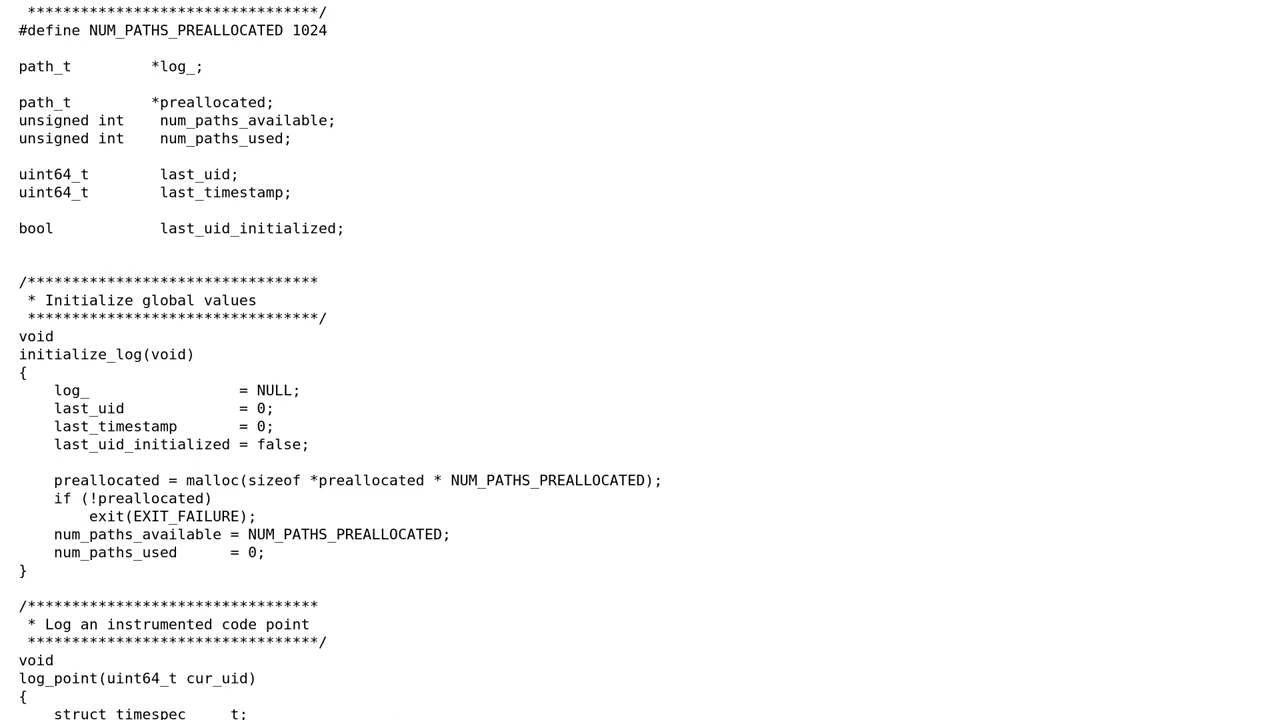 *********************************/
#define NUM_PATHS_PREALLOCATED 1024

path_t         *log_;

path_t         *preallocated;
unsigned int    num_paths_available;
unsigned int    num_paths_used;

uint64_t        last_uid;
uint64_t        last_timestamp;

bool            last_uid_initialized;


/*********************************
 * Initialize global values
 *********************************/
void
initialize_log(void)
{
    log_                 = NULL;
    last_uid             = 0;
    last_timestamp       = 0;
    last_uid_initialized = false;

    preallocated = malloc(sizeof *preallocated * NUM_PATHS_PREALLOCATED);
    if (!preallocated)
        exit(EXIT_FAILURE);
    num_paths_available = NUM_PATHS_PREALLOCATED;
    num_paths_used      = 0;
}

/*********************************
 * Log an instrumented code point
 *********************************/
void
log_point(uint64_t cur_uid)
{
    struct timespec     t;